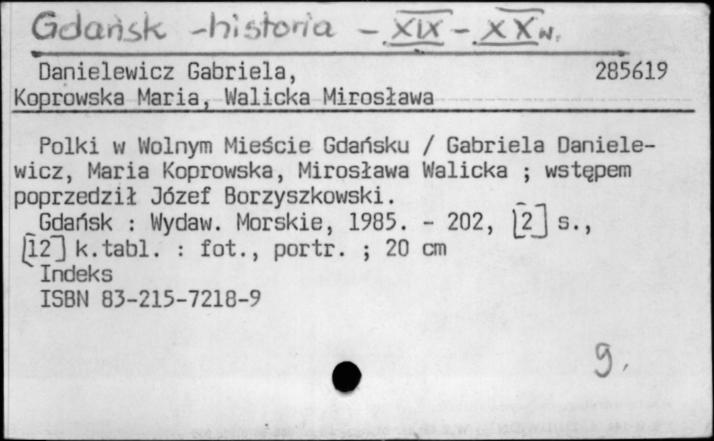 Gdańsk - historia - XIX - XX w.
Danielewicz Gabriela, 285619
Koprowska Maria, Walicka Mirosława
Polki w Wolnym Mieście Gdańsku / Gabriela Daniele-
wicz, Maria Koprowska, Mirosława Walicka ; wstępem
poprzedził Józef Borzyszkowski.
Gdańsk : Wydaw. Morskie, 1985. - 202, [2] s.,
[12] k.tabl. : fot., portr. ; 20 cm
Indeks
ISBN 83-215-7218-9
9.